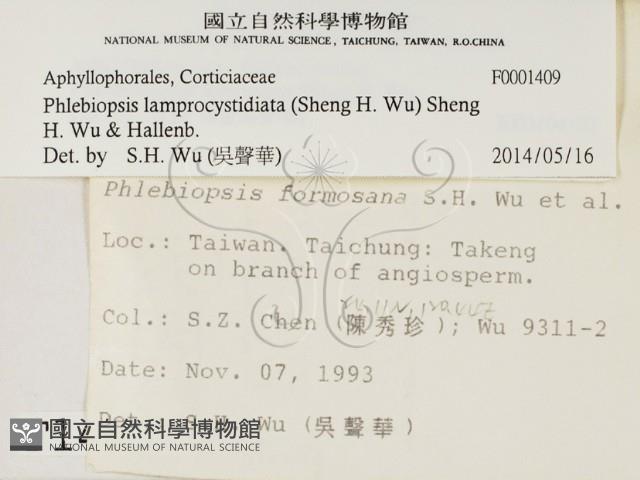 國立自然科學博物館
NATIONAL MUSEUM OF NATURAL SCIENCE, TAICHUNG, TAIWAN, R.O.CHINA
Aphyllophorales, Corticiaceae F0001409
Phlebiopsis lamprocystidiata (Sheng H. Wu) Sheng
H. Wu & Hallenb.
Det. by S.H. Wu (吳聲華) 2014/05/16
Phlebiopsis formosana S.H. Wu et al.
Loc.: Taiwan. Taichung: Takeng
on branch of angiosperm.
Col.: S.Z. Chen (陳秀珍); Wu 9311-2
Date: Nov. 07, 1993
Det.: S.H. Wu (吳聲華)
國立自然科學博物館
NATIONAL MUSEUM OF NATURAL SCIENCE